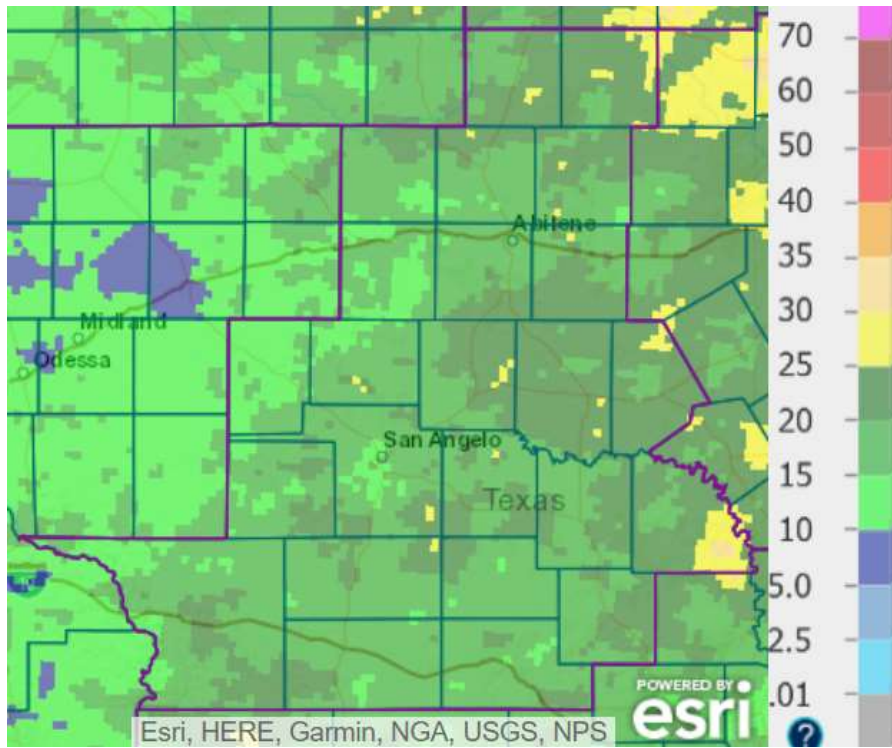 Abilene
Midland
Odessa
San Angelo
Texas
POWERED BY
esri
Esri, HERE, Garmin, NGA, USGS, NPS
70
60
50
40
35
30
25
20
15
10
5.0
2.5
.01
?